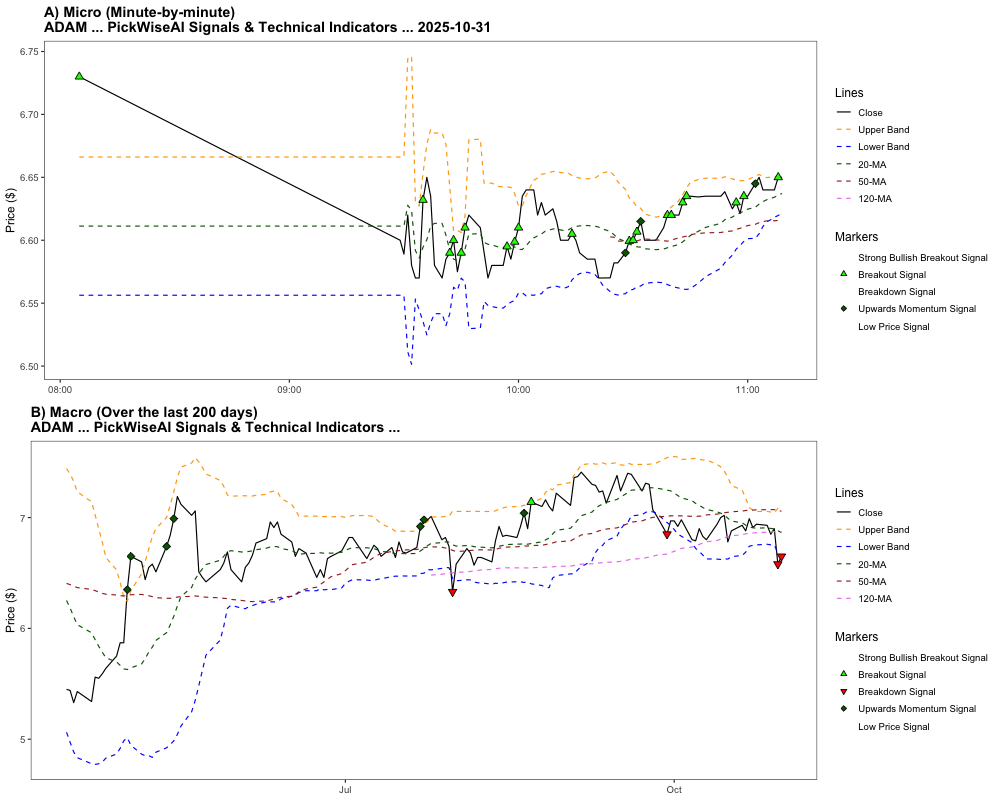 A) Micro (Minute-by-minute)
ADAM ... PickWiseAI Signals & Technical Indicators ... 2025-10-31
Price ($)
6.75
6.70
6.65
6.60
6.55
6.50
08:00
09:00
10:00
11:00
Lines
Close
Upper Band
Lower Band
20-MA
50-MA
120-MA
Markers
Strong Bullish Breakout Signal
Breakout Signal
Breakdown Signal
Upwards Momentum Signal
Low Price Signal
B) Macro (Over the last 200 days)
ADAM ... PickWiseAI Signals & Technical Indicators ...
Price ($)
7
6
5
Jul
Oct
Lines
Close
Upper Band
Lower Band
20-MA
50-MA
120-MA
Markers
Strong Bullish Breakout Signal
Breakout Signal
Breakdown Signal
Upwards Momentum Signal
Low Price Signal